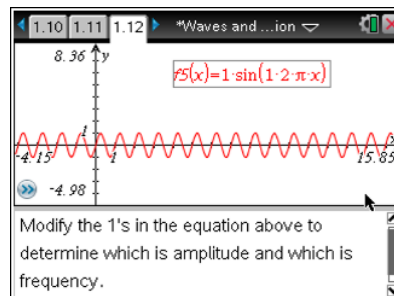 1.10 1.11 1.12 *Waves and ...ion
8.36 y
f5(x)=1·sin(1·2·π·x)
1 x
-4.15 1 15.85
-4.98
Modify the 1's in the equation above to
determine which is amplitude and which is
frequency.